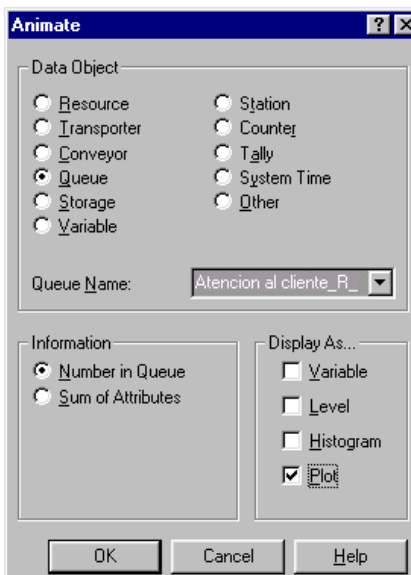 Animate
Data Object
Resource
Transporter
Conveyor
Queue
Storage
Variable
Station
Counter
Tally
System Time
Other
Queue Name: Atencion al cliente_R_
Information
Number in Queue
Sum of Attributes
Display As...
Variable
Level
Histogram
Plot
OK Cancel Help